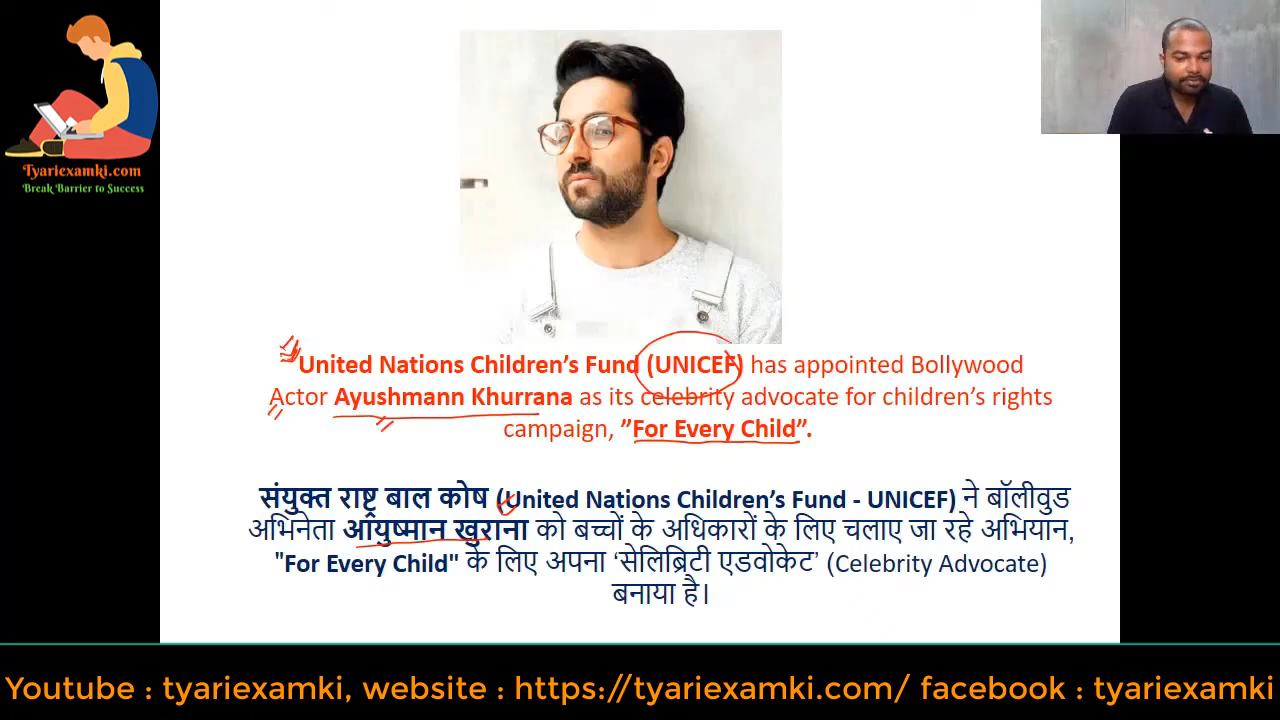 Tyariexamki.com
Break Barrier to Success
United Nations Children’s Fund (UNICEF) has appointed Bollywood
Actor Ayushmann Khurrana as its celebrity advocate for children’s rights
campaign, ”For Every Child”.
संयुक्त राष्ट्र बाल कोष (United Nations Children’s Fund - UNICEF) ने बॉलीवुड
अभिनेता आयुष्मान खुराना को बच्चों के अधिकारों के लिए चलाए जा रहे अभियान,
"For Every Child" के लिए अपना ‘सेलिब्रिटी एडवोकेट’ (Celebrity Advocate)
बनाया है।
Youtube : tyariexamki, website : https://tyariexamki.com/ facebook : tyariexamki